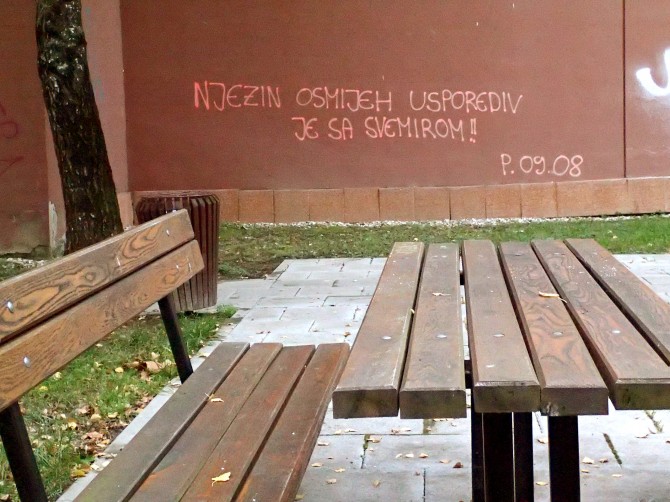 NJEZIN OSMIJEH USPOREDIV
JE SA SVEMIROM!!
P. 09.08